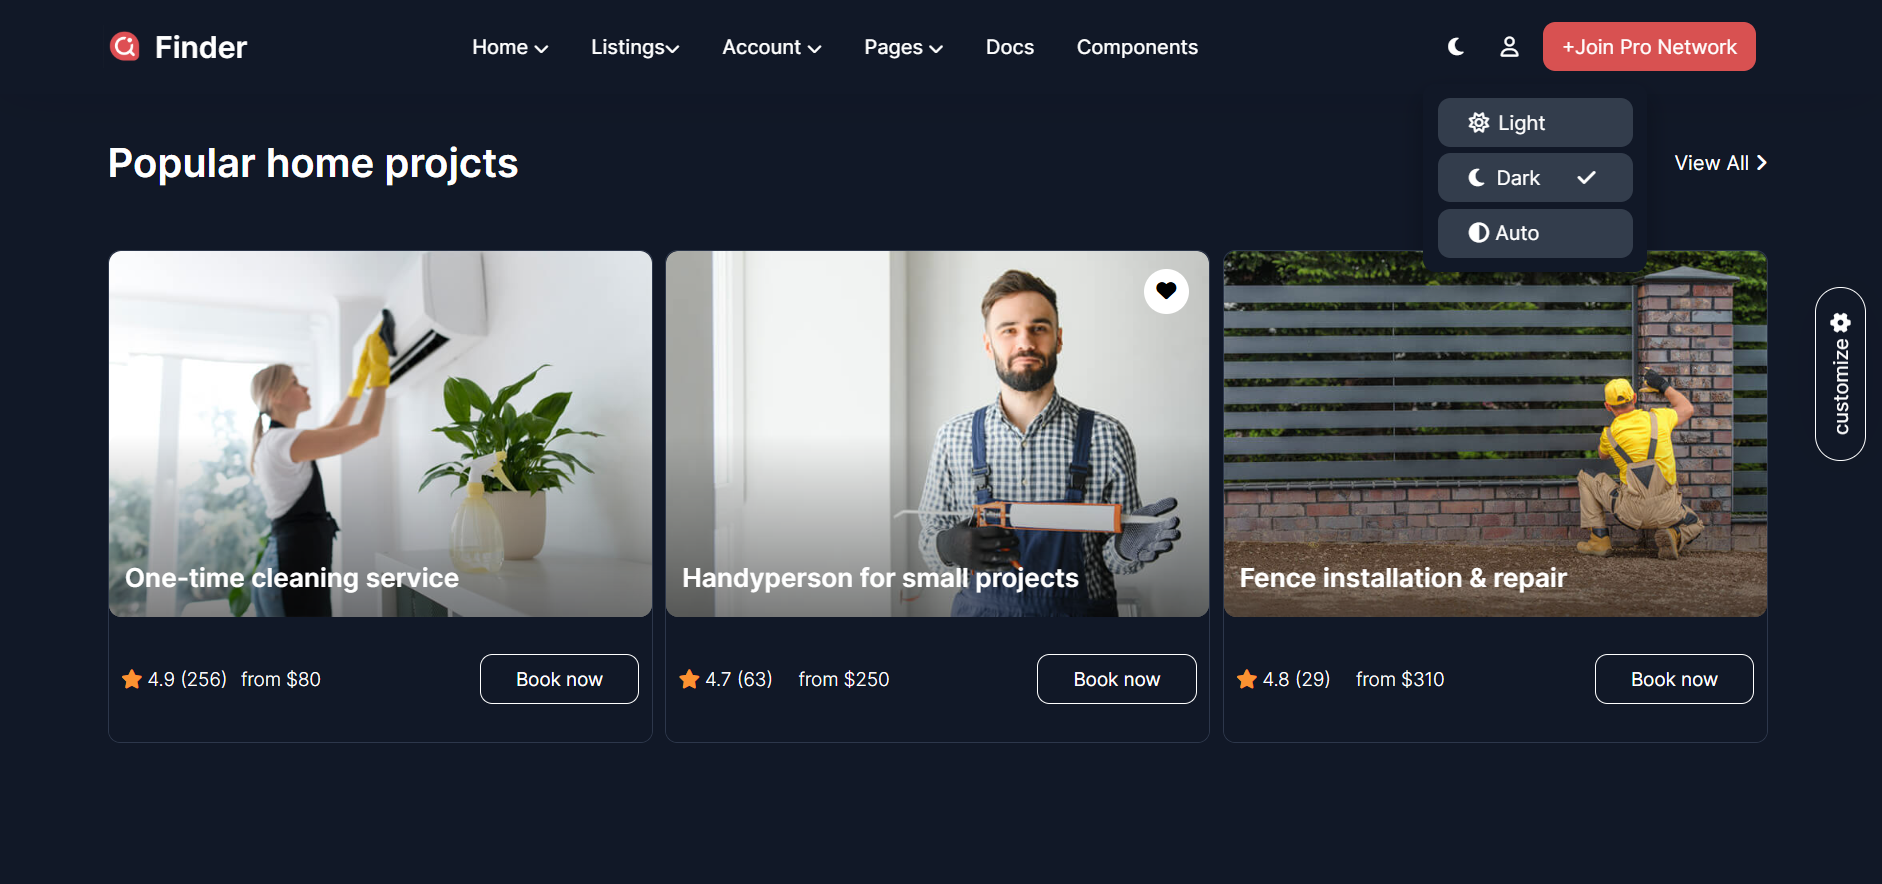 Finder
Home
Listings
Account
Pages
Docs
Components
+Join Pro Network
Light
Dark
Auto
Popular home projcts
View All
customize
One-time cleaning service
Handyperson for small projects
Fence installation & repair
4.9 (256) from $80
Book now
4.7 (63) from $250
Book now
4.8 (29) from $310
Book now